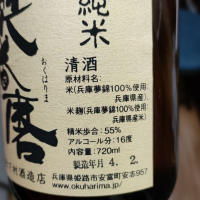 純米
奥播磨
おくはりま
清酒
原材料名:
米(兵庫夢錦100%使用
兵庫県産)、
米麹(兵庫夢錦100%使用、
兵庫県産米)
精米歩合:55%
アルコール分:16度
内容量:720ml
製造年月 4. 2.
村酒造店
兵庫県姫路市安富町安志957
www.okuharima.jp/